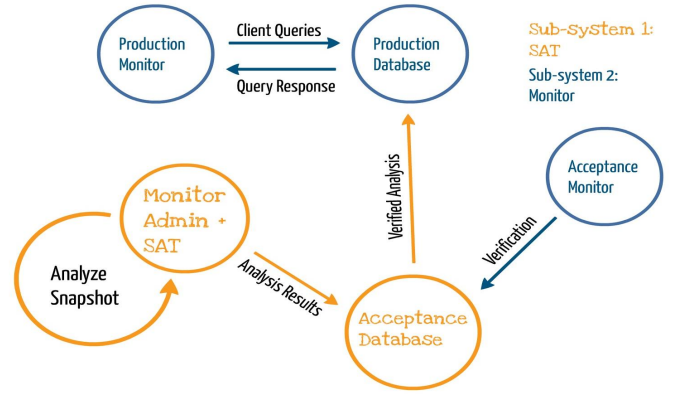 Production
Monitor
Client Queries
Query Response
Production
Database
Sub-system 1:
SAT
Sub-system 2:
Monitor
Acceptance
Monitor
Verification
Verified Analysis
Monitor
Admin +
SAT
Analyze
Snapshot
Analysis Results
Acceptance
Database